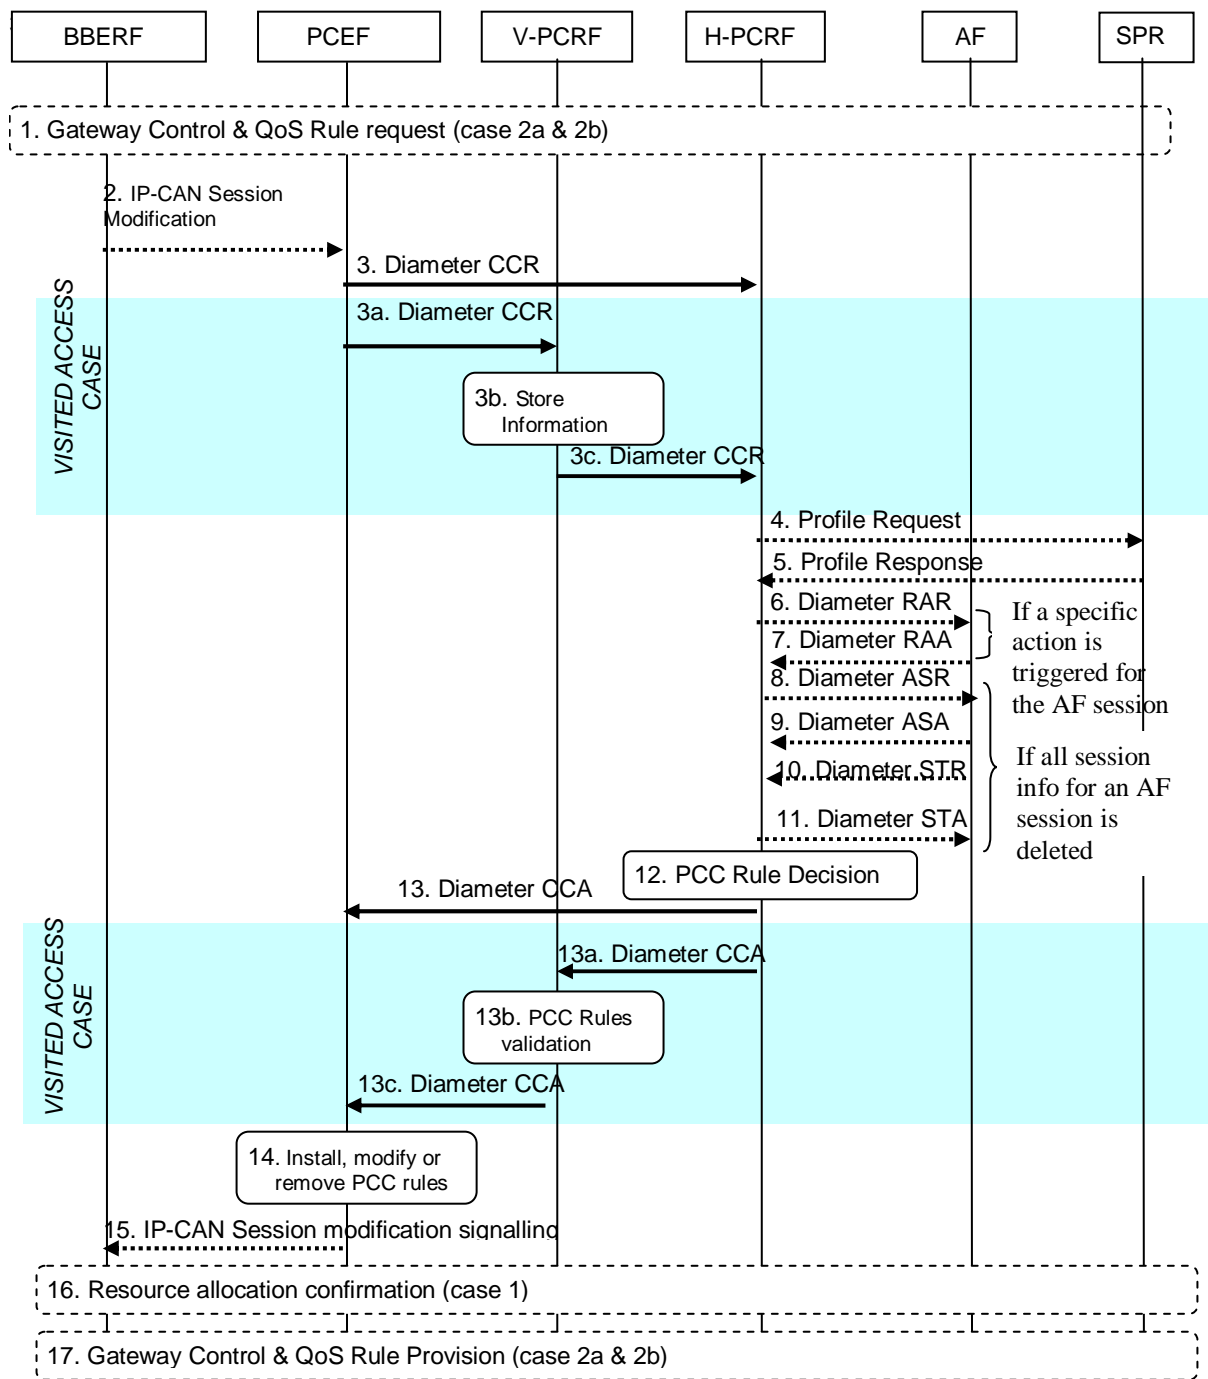 BBERF
PCEF
V-PCRF
H-PCRF
AF
SPR
1. Gateway Control & QoS Rule request (case 2a & 2b)
2. IP-CAN Session
Modification
3. Diameter CCR
VISITED ACCESS
CASE
3a. Diameter CCR
3b. Store
Information
3c. Diameter CCR
4. Profile Request
5. Profile Response
6. Diameter RAR
7. Diameter RAA
If a specific
action is
triggered for
the AF session
8. Diameter ASR
9. Diameter ASA
10. Diameter STR
11. Diameter STA
If all session
info for an AF
session is
deleted
12. PCC Rule Decision
13. Diameter CCA
VISITED ACCESS
CASE
13a. Diameter CCA
13b. PCC Rules
validation
13c. Diameter CCA
14. Install, modify or
remove PCC rules
15. IP-CAN Session modification signalling
16. Resource allocation confirmation (case 1)
17. Gateway Control & QoS Rule Provision (case 2a & 2b)